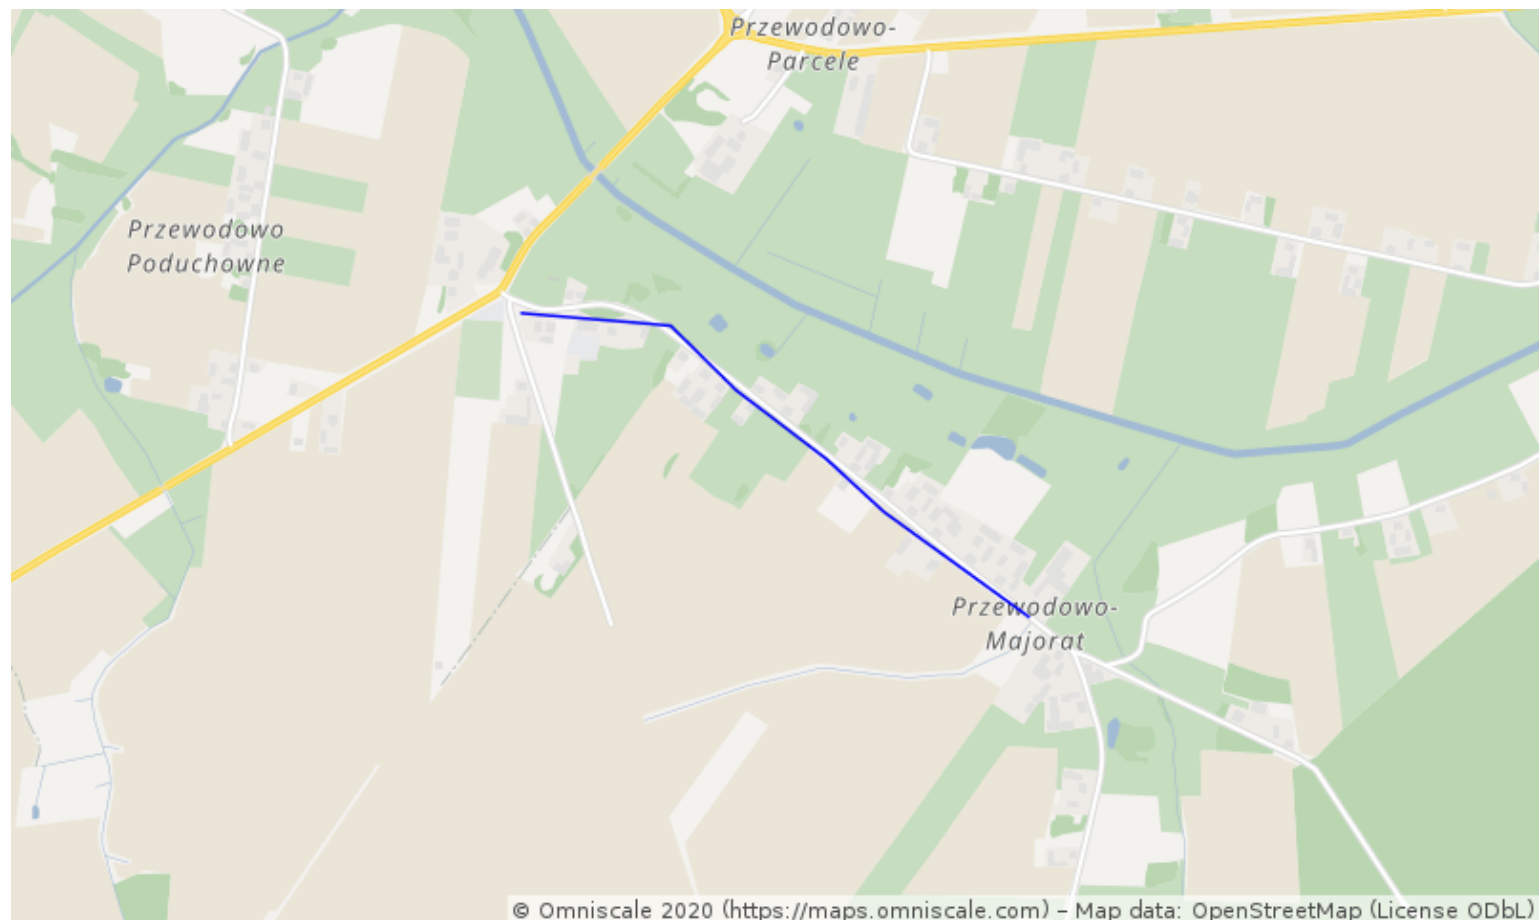 Przewodowo-
Parcele
Przewodowo
Poduchowne
Przewodowo-
Majorat
© Omniscale 2020 (https://maps.omniscale.com) – Map data: OpenStreetMap (License ODbL)